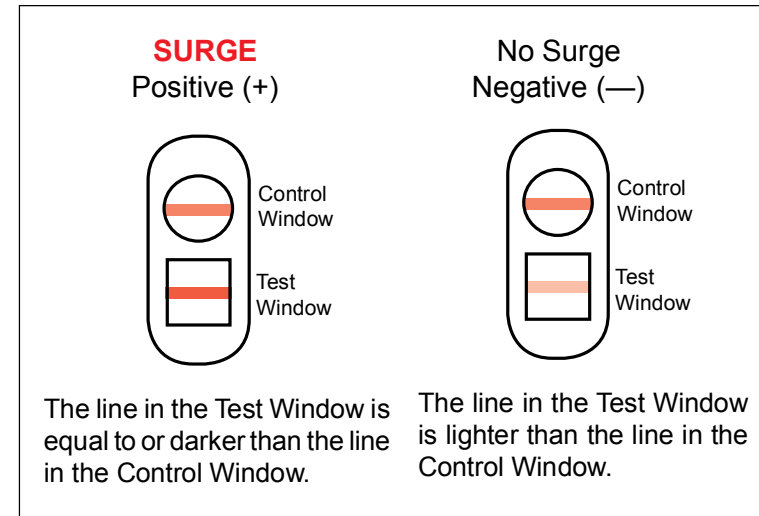 SURGE
Positive (+)
Control
Window
Test
Window
The line in the Test Window is
equal to or darker than the line
in the Control Window.
No Surge
Negative (—)
Control
Window
Test
Window
The line in the Test Window
is lighter than the line in the
Control Window.